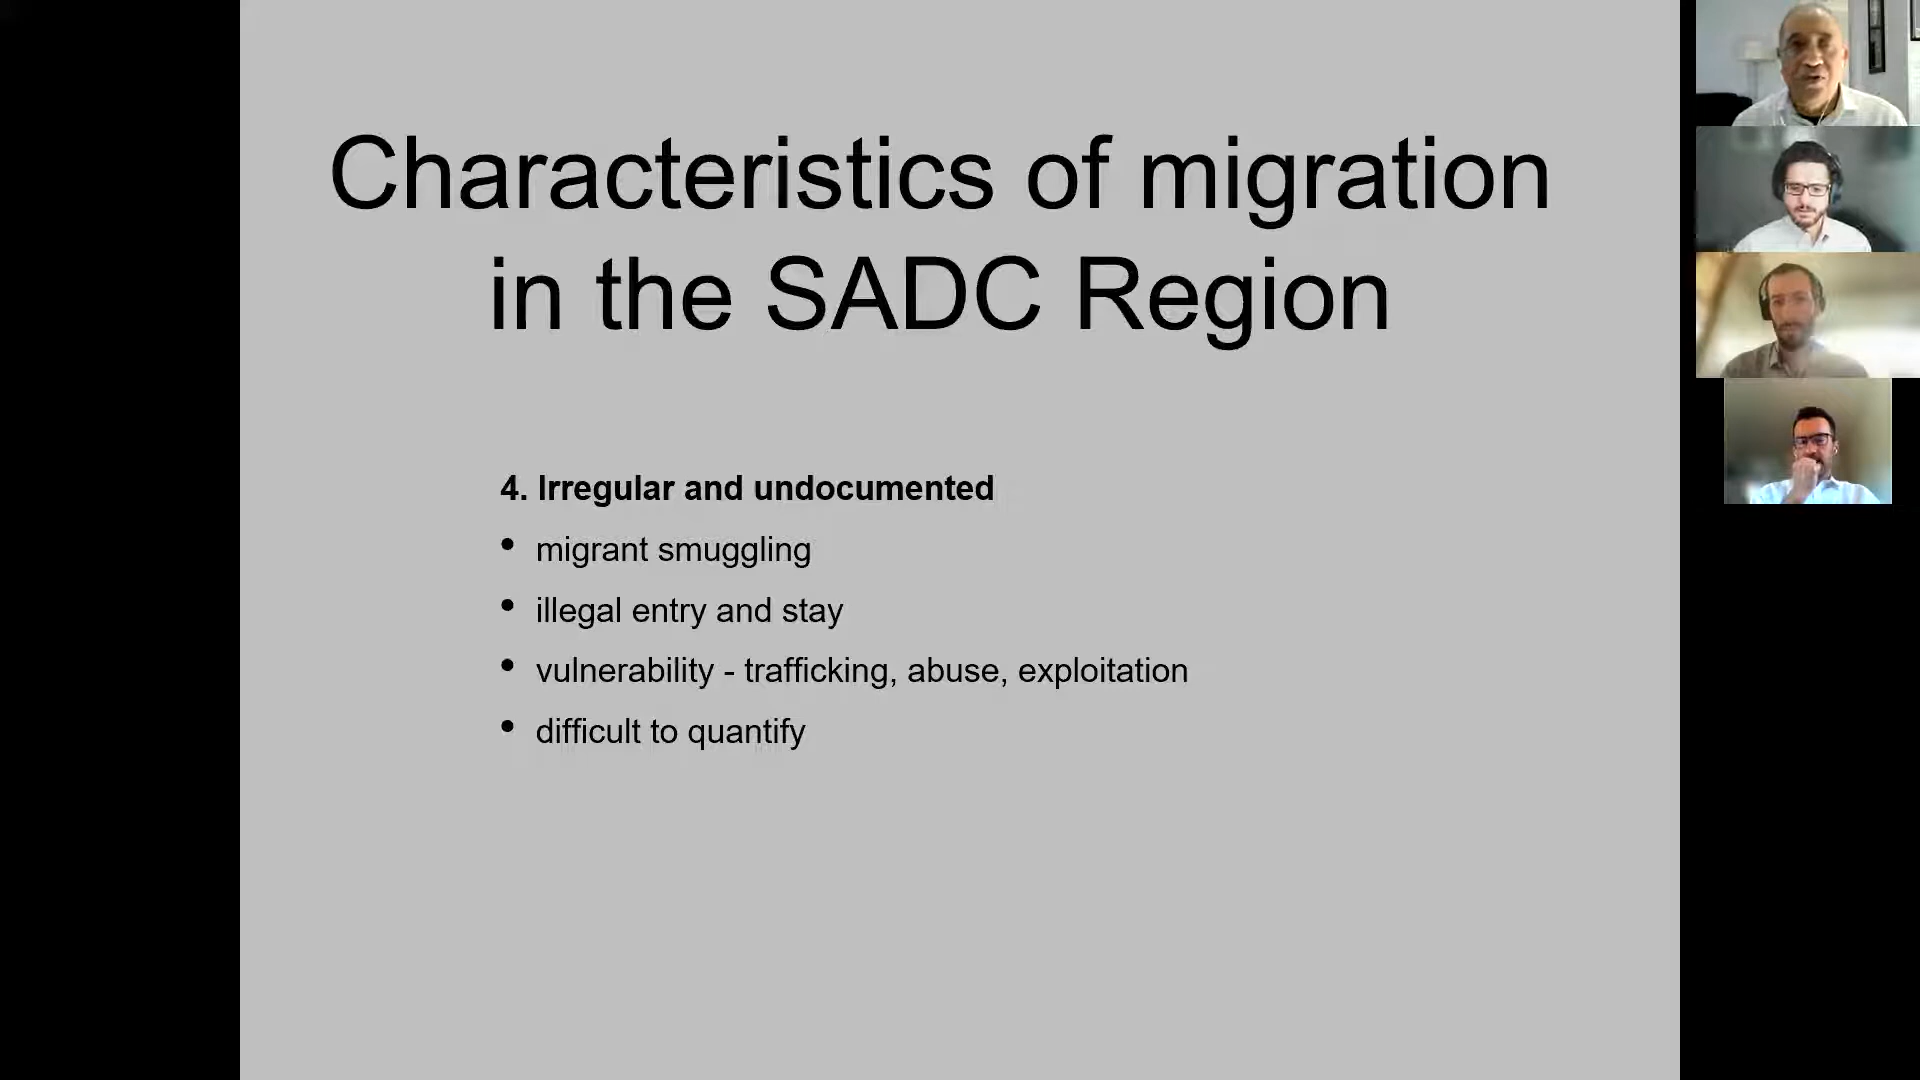 Characteristics of migration
in the SADC Region
4. Irregular and undocumented
• migrant smuggling
• illegal entry and stay
• vulnerability - trafficking, abuse, exploitation
• difficult to quantify